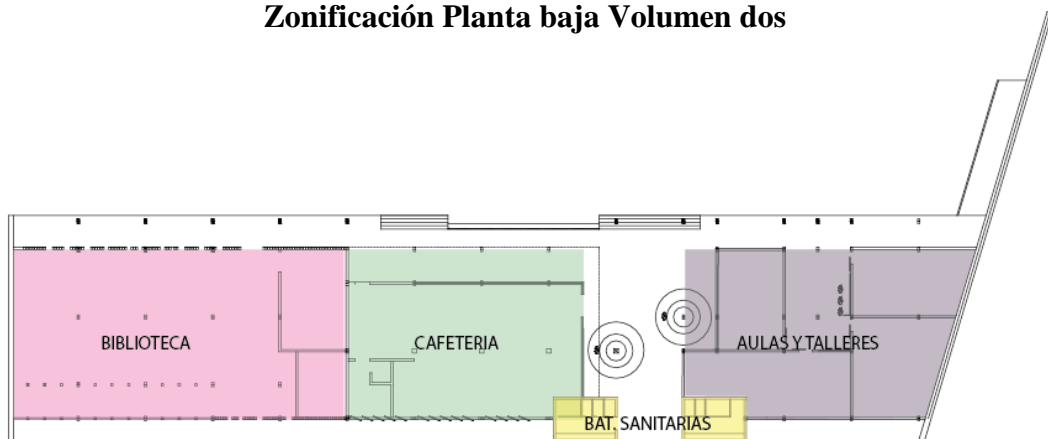 Zonificación Planta baja Volumen dos
BIBLIOTECA
CAFETERIA
AULAS Y TALLERES
BAT. SANITARIAS